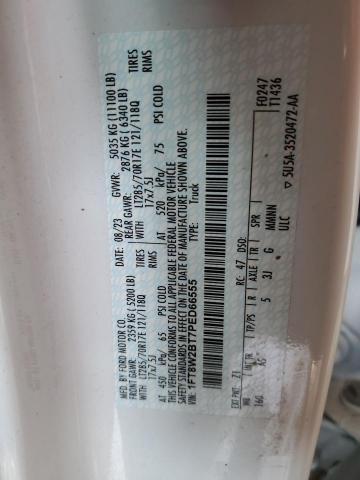 MFD. BY FORD MOTOR CO.
DATE: 08/23 GVWR: 5035 KG (11100 LB)
FRONT GAWR: 2359 KG (5200 LB) REAR GAWR: 2876 KG (6340 LB)
WITH LT285/70R17E 121/118Q TIRES
17x7.5J RIMS
WITH LT285/70R17E 121/118Q TIRES
17x7.5J RIMS
AT 450 kPa/ 65 PSI COLD AT 520 kPa/ 75 PSI COLD
THIS VEHICLE CONFORMS TO ALL APPLICABLE FEDERAL MOTOR VEHICLE
SAFETY STANDARDS IN EFFECT ON THE DATE OF MANUFACTURE SHOWN ABOVE.
VIN: 1FT8W2BT7PED66555
TYPE: Truck
F0247
T1436
EXT PNT: Z1 RC: 47 DSO:
WB INT TR TP/PS R AXLE TR SPR
160 AS 5 3J G MMNN
ULC
5U5A-3520472-AA